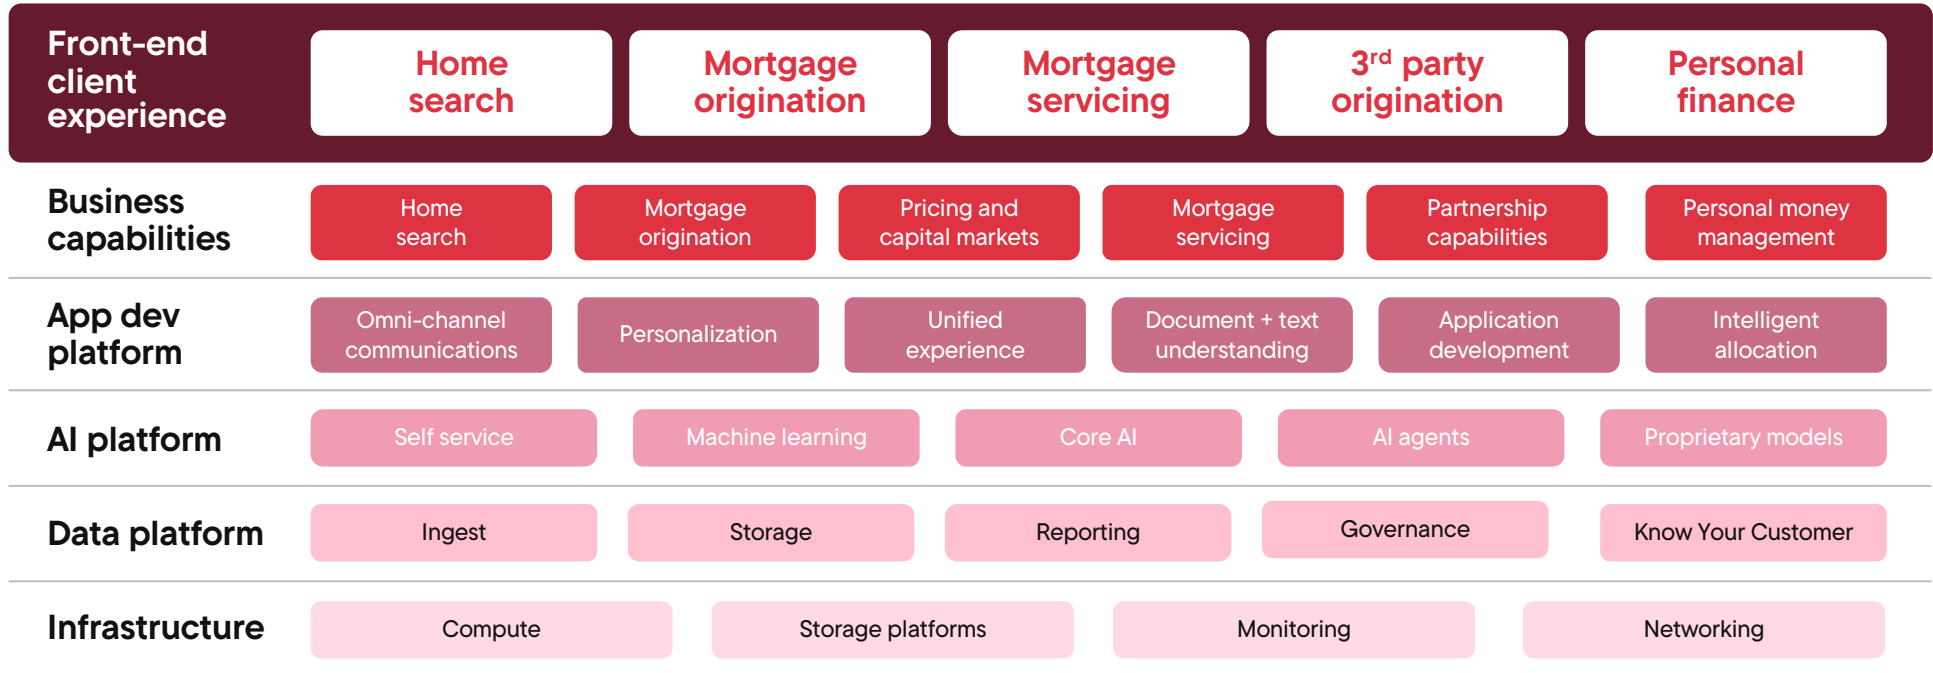 Front-end
client
experience
Home
search
Mortgage
origination
Mortgage
servicing
3rd party
origination
Personal
finance
Business
capabilities
Home
search
Mortgage
origination
Pricing and
capital markets
Mortgage
servicing
Partnership
capabilities
Personal money
management
App dev
platform
Omni-channel
communications
Personalization
Unified
experience
Document + text
understanding
Application
development
Intelligent
allocation
AI platform
Self service
Machine learning
Core AI
AI agents
Proprietary models
Data platform
Ingest
Storage
Reporting
Governance
Know Your Customer
Infrastructure
Compute
Storage platforms
Monitoring
Networking